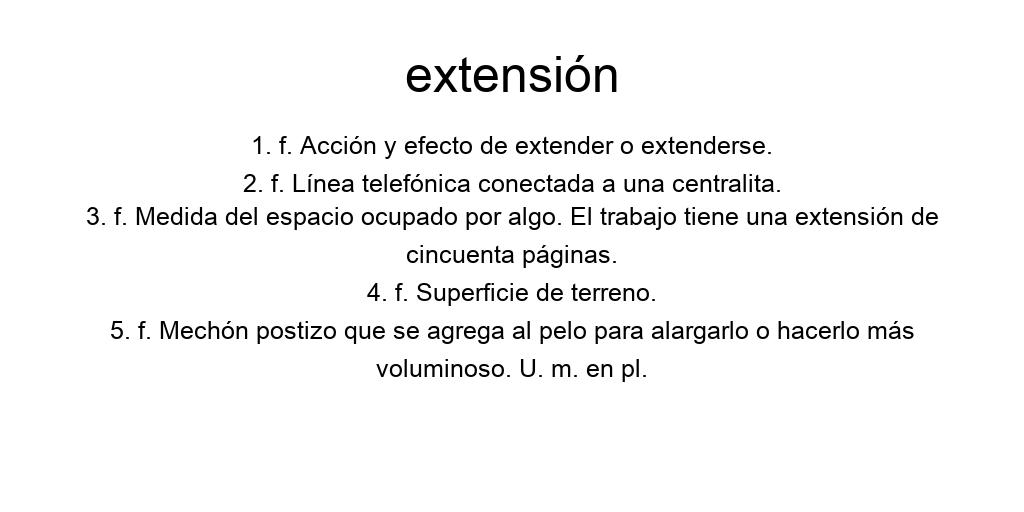 extensión
1. f. Acción y efecto de extender o extenderse.
2. f. Línea telefónica conectada a una centralita.
3. f. Medida del espacio ocupado por algo. El trabajo tiene una extensión de
cincuenta páginas.
4. f. Superficie de terreno.
5. f. Mechón postizo que se agrega al pelo para alargarlo o hacerlo más
voluminoso. U. m. en pl.